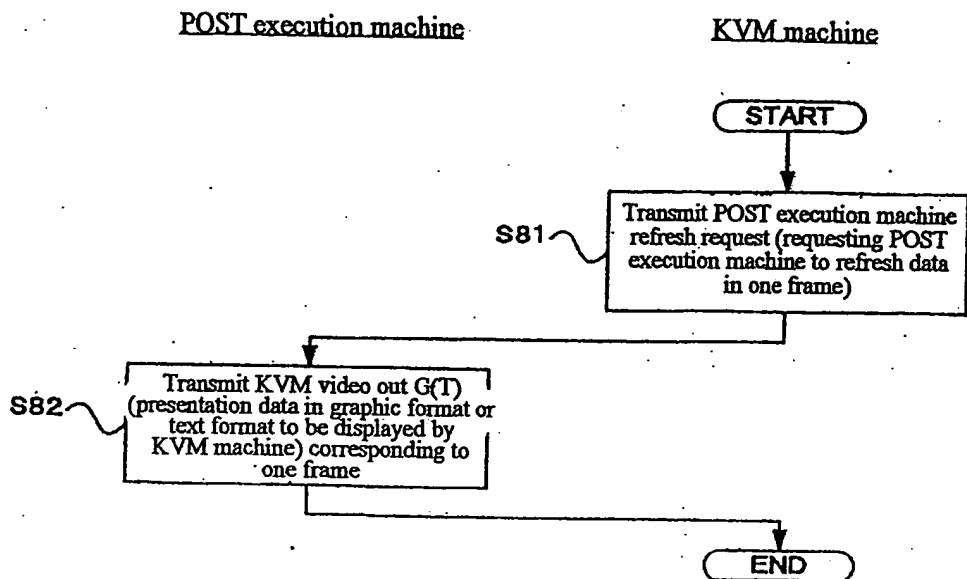 POST execution machine
KVM machine
START
S81
Transmit POST execution machine
refresh request (requesting POST
execution machine to refresh data
in one frame)
S82
Transmit KVM video out G(T)
(presentation data in graphic format or
text format to be displayed by
KVM machine) corresponding to
one frame
END